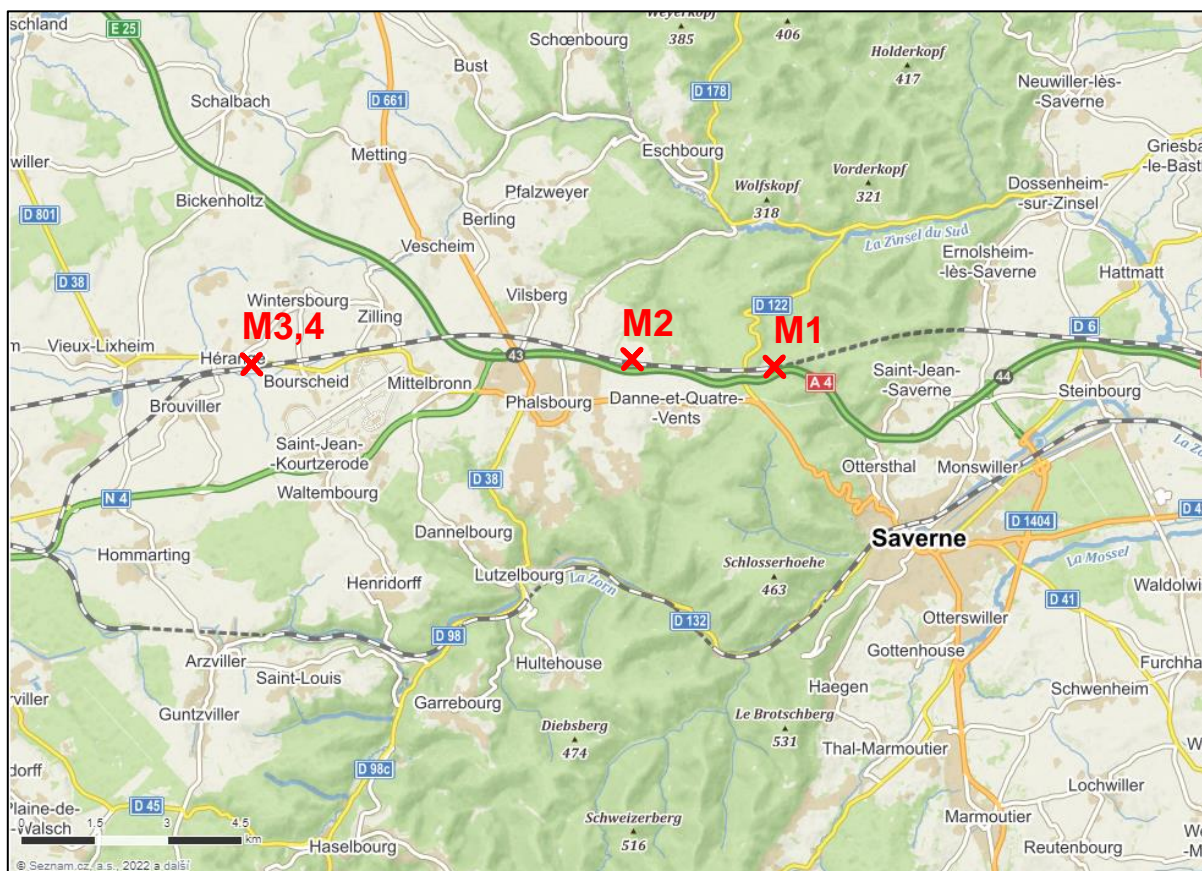 schland
E 25
Weyerkopf
385
406
Schœnbourg
Holderkopf
417
Bust
Neuwiller-lès-
-Saverne
Schalbach
D 661
D 178
Griesba
-le-Bast
willer
Metting
Eschbourg
Vorderkopf
321
Dossenheim-
-sur-Zinsel
Pfalzweyer
Wolfskopf
318
Bickenholtz
D 801
Berling
La Zinsel du Sud
Vescheim
Ernolsheim-
-lès-Saverne
D 38
Hattmatt
Vilsberg
Wintersbourg
D 122
Zilling
M3,4
M2
M1
D 6
Vieux-Lixheim
43
Bourscheid
Mittelbronn
A 4
Saint-Jean-
-Saverne
44
Steinbourg
Brouviller
Phalsbourg
Danne-et-Quatre-
-Vents
Saint-Jean-
-Kourtzerode
Ottersthal
Monswiller
D 38
Waltembourg
N 4
Dannelbourg
D 1404
Saverne
Hommarting
La Mossel
Schlosserhoehe
463
Henridorff
Lutzelbourg
La Zorn
Waldolwi
D 41
D 132
Otterswiller
D 98
Arzviller
Hultehouse
Gottenhouse
Saint-Louis
Furchha
Haegen
Garrebourg
Schwenheim
Guntzviller
Diebsberg
474
Le Brotschberg
531
Thal-Marmoutier
D 98c
dorff
Lochwiller
Plaine-de-
-Walsch
D 45
Schweizerberg
516
Marmoutier
0 1.5 3 4.5
km
Haselbourg
Reutenbourg
© Seznam.cz, a.s., 2022 a další